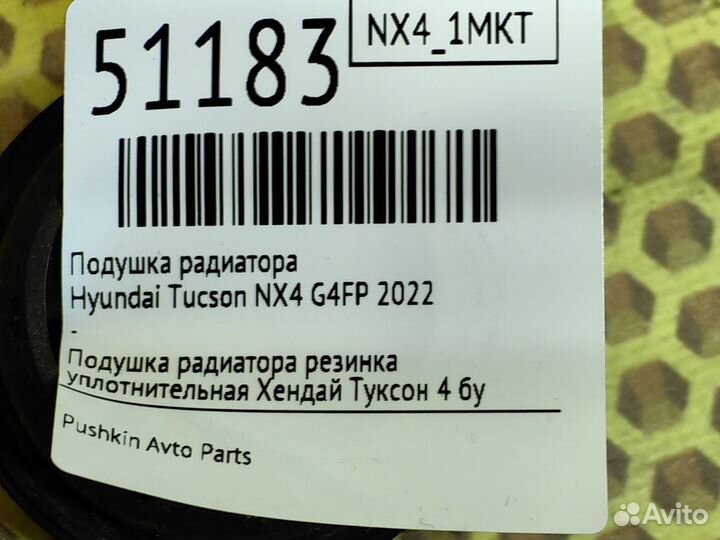 51183
NX4_1MKT
Подушка радиатора
Hyundai Tucson NX4 G4FP 2022
-
Подушка радиатора резинка
уплотнительная Хендай Туксон 4 бу
Pushkin Avto Parts
Avito